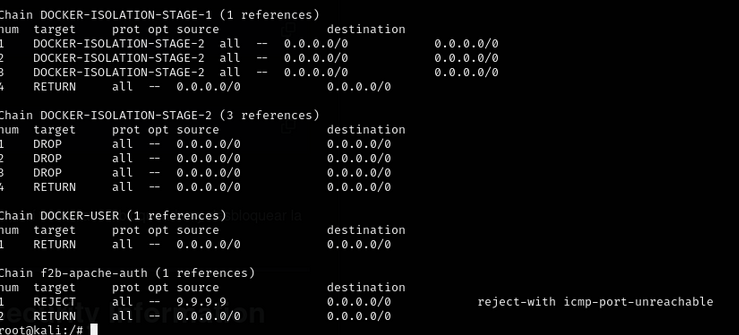 Chain DOCKER-ISOLATION-STAGE-1 (1 references)
num target prot opt source destination
1 DOCKER-ISOLATION-STAGE-2 all -- 0.0.0.0/0 0.0.0.0/0
2 DOCKER-ISOLATION-STAGE-2 all -- 0.0.0.0/0 0.0.0.0/0
3 DOCKER-ISOLATION-STAGE-2 all -- 0.0.0.0/0 0.0.0.0/0
4 RETURN all -- 0.0.0.0/0 0.0.0.0/0
Chain DOCKER-ISOLATION-STAGE-2 (3 references)
num target prot opt source destination
1 DROP all -- 0.0.0.0/0 0.0.0.0/0
2 DROP all -- 0.0.0.0/0 0.0.0.0/0
3 DROP all -- 0.0.0.0/0 0.0.0.0/0
4 RETURN all -- 0.0.0.0/0 0.0.0.0/0
Chain DOCKER-USER (1 references)
num target prot opt source destination
1 RETURN all -- 0.0.0.0/0 0.0.0.0/0
Chain f2b-apache-auth (1 references)
num target prot opt source destination
1 REJECT all -- 9.9.9.9 0.0.0.0/0 reject-with icmp-port-unreachable
2 RETURN all -- 0.0.0.0/0 0.0.0.0/0
root@kali:/#